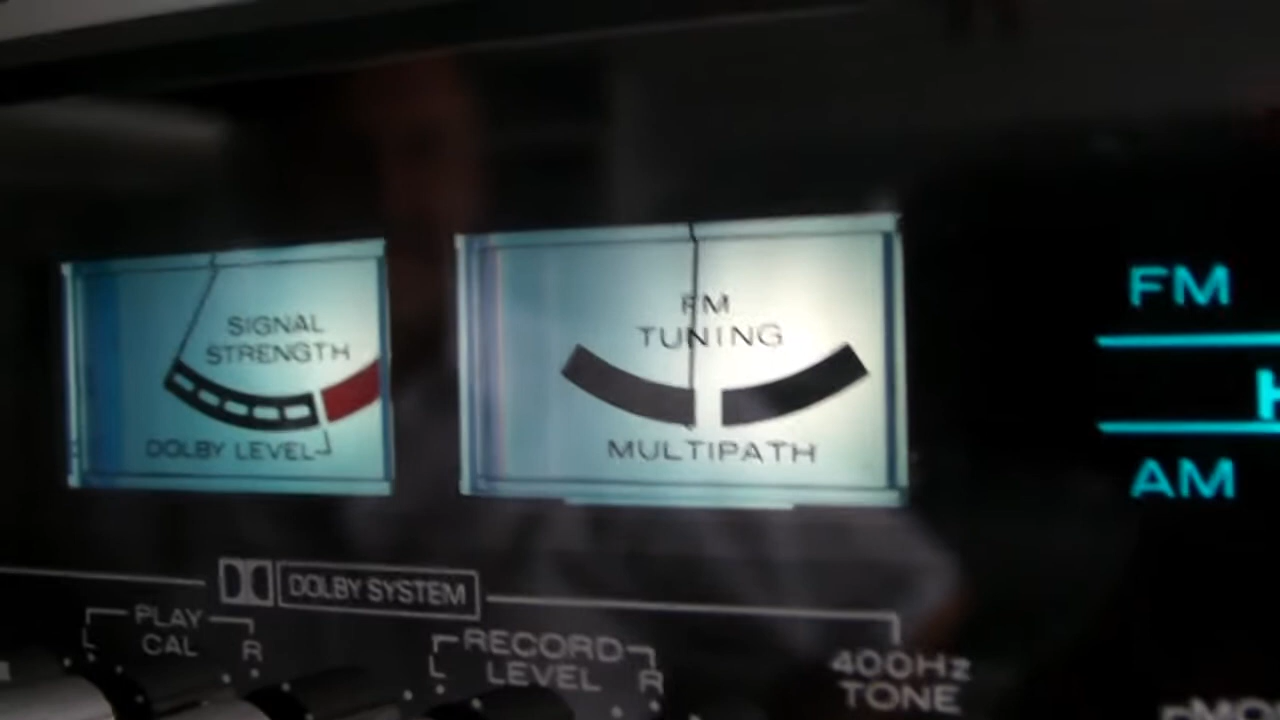 SIGNAL
STRENGTH
DOLBY LEVEL
FM
TUNING
MULTIPATH
FM
AM
DOLBY SYSTEM
PLAY
CAL
L
R
RECORD
LEVEL
L
R
400Hz
TONE